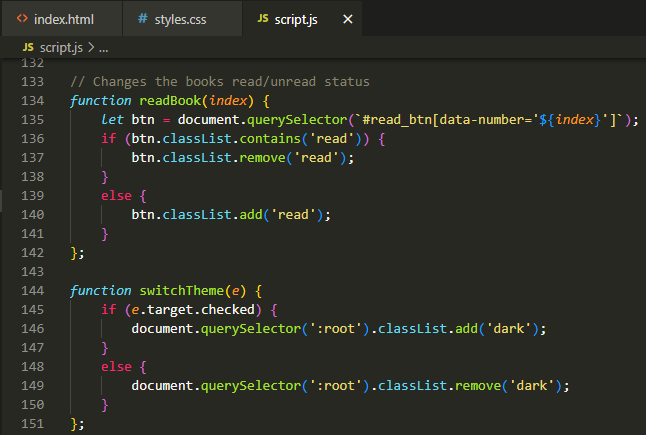 <> index.html # styles.css JS script.js ×
JS script.js > ...
132
133 // Changes the books read/unread status
134 function readBook(index) {
135     let btn = document.querySelector(`#read_btn[data-number='${index}']`);
136     if (btn.classList.contains('read')) {
137         btn.classList.remove('read');
138     }
139     else {
140         btn.classList.add('read');
141     }
142 };
143
144 function switchTheme(e) {
145     if (e.target.checked) {
146         document.querySelector(':root').classList.add('dark');
147     }
148     else {
149         document.querySelector(':root').classList.remove('dark');
150     }
151 };